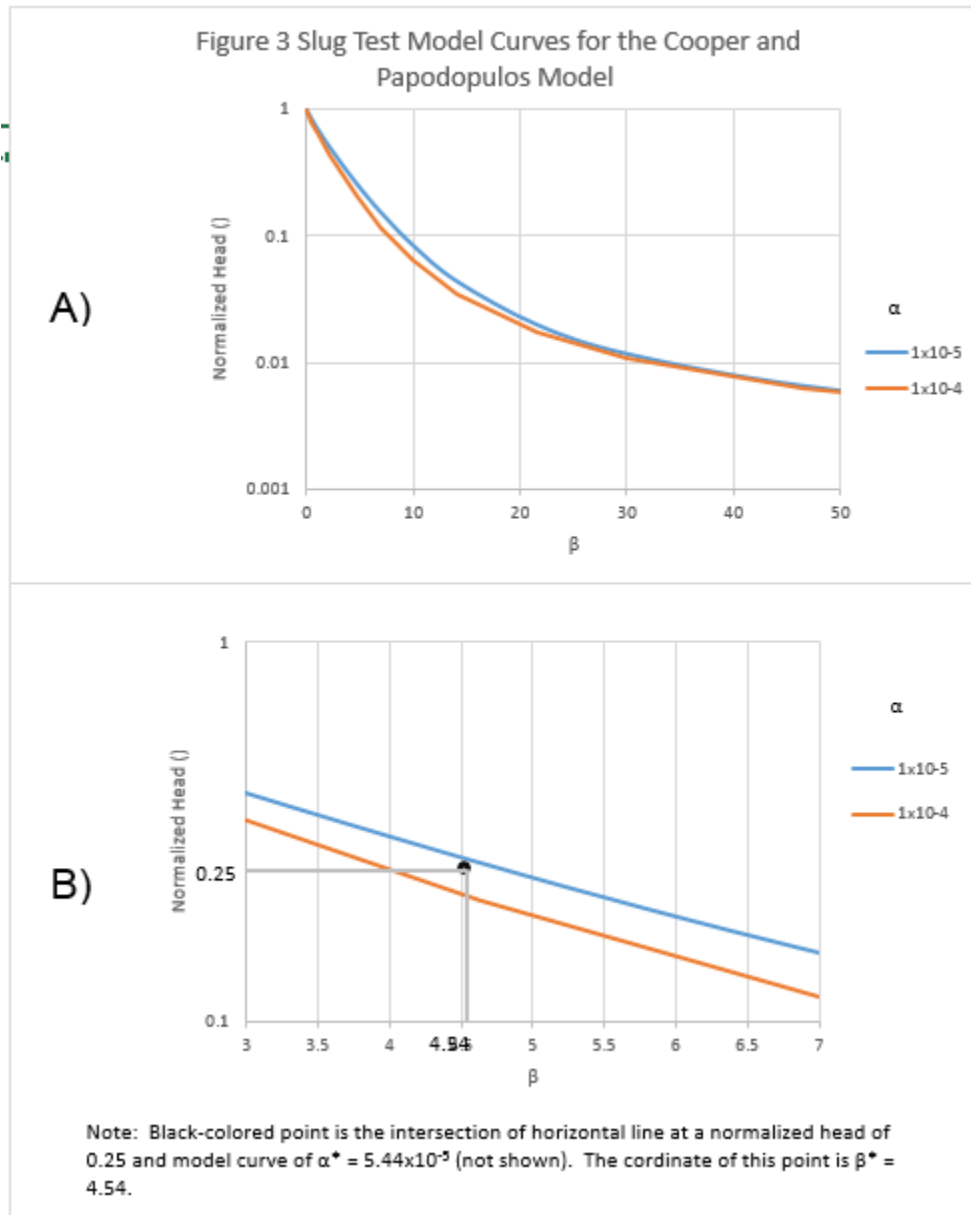 Figure 3 Slug Test Model Curves for the Cooper and
Papodopulos Model
A)
Normalized Head ()
1
0.1
0.01
0.001
0
10
20
30
40
50
β
α
1x10-5
1x10-4
B)
Normalized Head ()
1
0.25
0.1
3
3.5
4
4.54
5
5.5
6
6.5
7
β
α
1x10-5
1x10-4
Note: Black-colored point is the intersection of horizontal line at a normalized head of
0.25 and model curve of α* = 5.44x10⁻⁵ (not shown). The cordinate of this point is β* =
4.54.